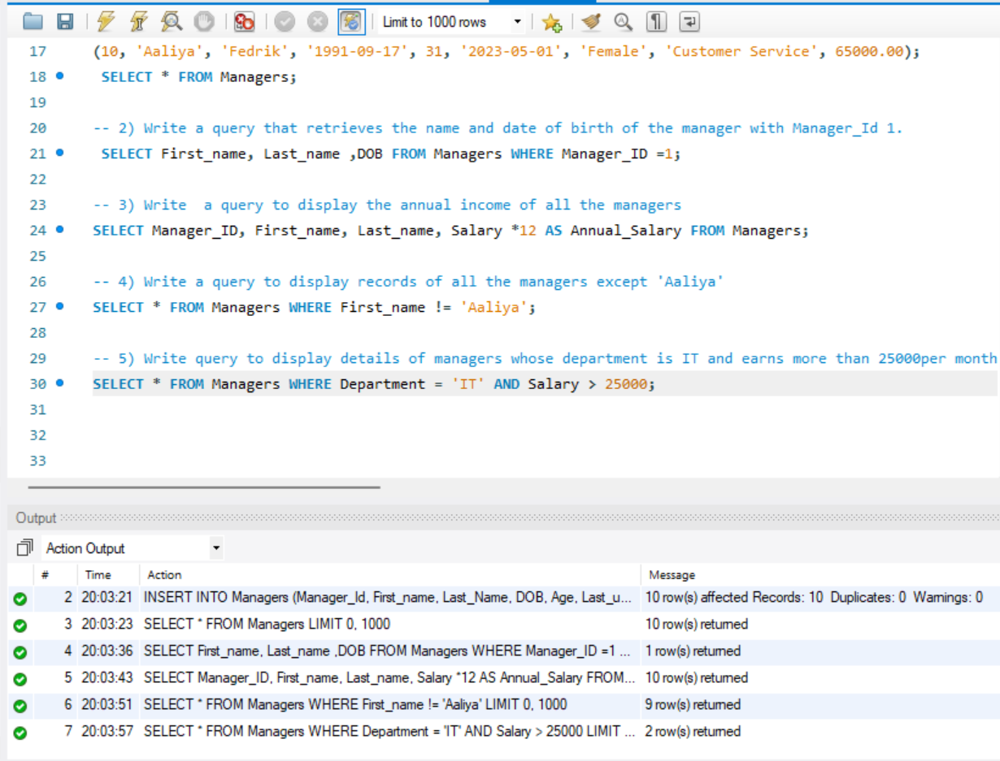 Limit to 1000 rows
17 (10, 'Aaliya', 'Fedrik', '1991-09-17', 31, '2023-05-01', 'Female', 'Customer Service', 65000.00);
18 SELECT * FROM Managers;
19
20 -- 2) Write a query that retrieves the name and date of birth of the manager with Manager_Id 1.
21 SELECT First_name, Last_name ,DOB FROM Managers WHERE Manager_ID =1;
22
23 -- 3) Write  a query to display the annual income of all the managers
24 SELECT Manager_ID, First_name, Last_name, Salary *12 AS Annual_Salary FROM Managers;
25
26 -- 4) Write a query to display records of all the managers except 'Aaliya'
27 SELECT * FROM Managers WHERE First_name != 'Aaliya';
28
29 -- 5) Write query to display details of managers whose department is IT and earns more than 25000per month
30 SELECT * FROM Managers WHERE Department = 'IT' AND Salary > 25000;
31
32
33
Output
Action Output
# Time Action Message
2 20:03:21 INSERT INTO Managers (Manager_Id, First_name, Last_Name, DOB, Age, Last_u... 10 row(s) affected Records: 10 Duplicates: 0 Warnings: 0
3 20:03:23 SELECT * FROM Managers LIMIT 0, 1000 10 row(s) returned
4 20:03:36 SELECT First_name, Last_name ,DOB FROM Managers WHERE Manager_ID =1 ... 1 row(s) returned
5 20:03:43 SELECT Manager_ID, First_name, Last_name, Salary *12 AS Annual_Salary FROM... 10 row(s) returned
6 20:03:51 SELECT * FROM Managers WHERE First_name != 'Aaliya' LIMIT 0, 1000 9 row(s) returned
7 20:03:57 SELECT * FROM Managers WHERE Department = 'IT' AND Salary > 25000 LIMIT ... 2 row(s) returned